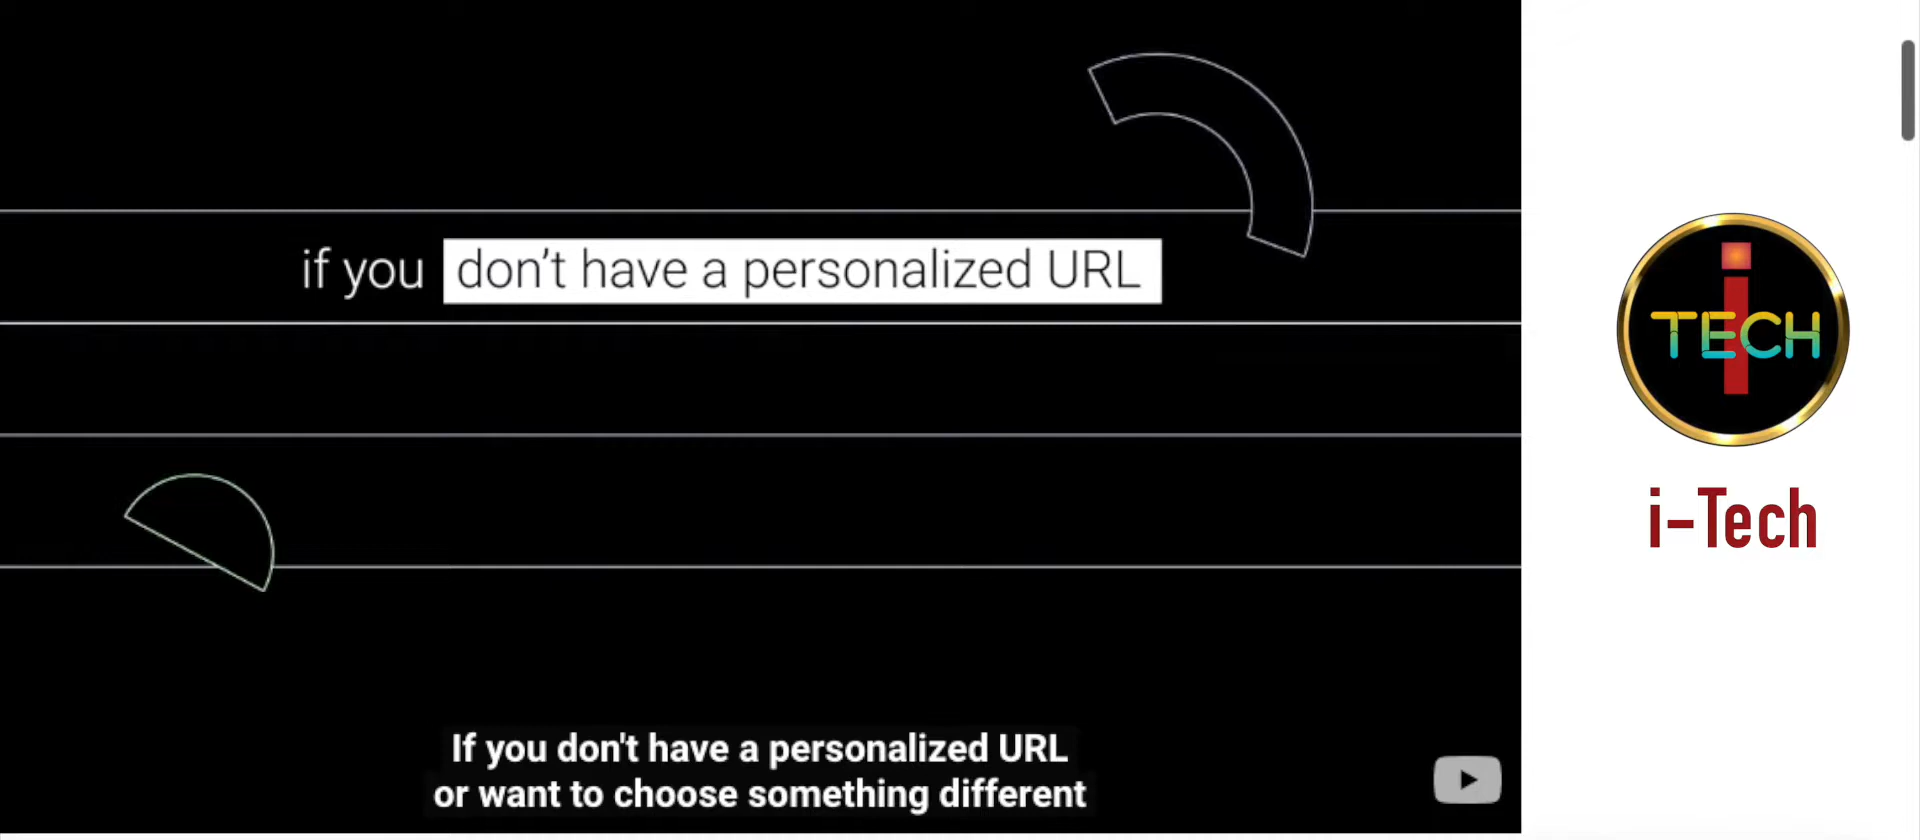 if you don’t have a personalized URL
If you don't have a personalized URL
or want to choose something different
i
TECH
i-Tech